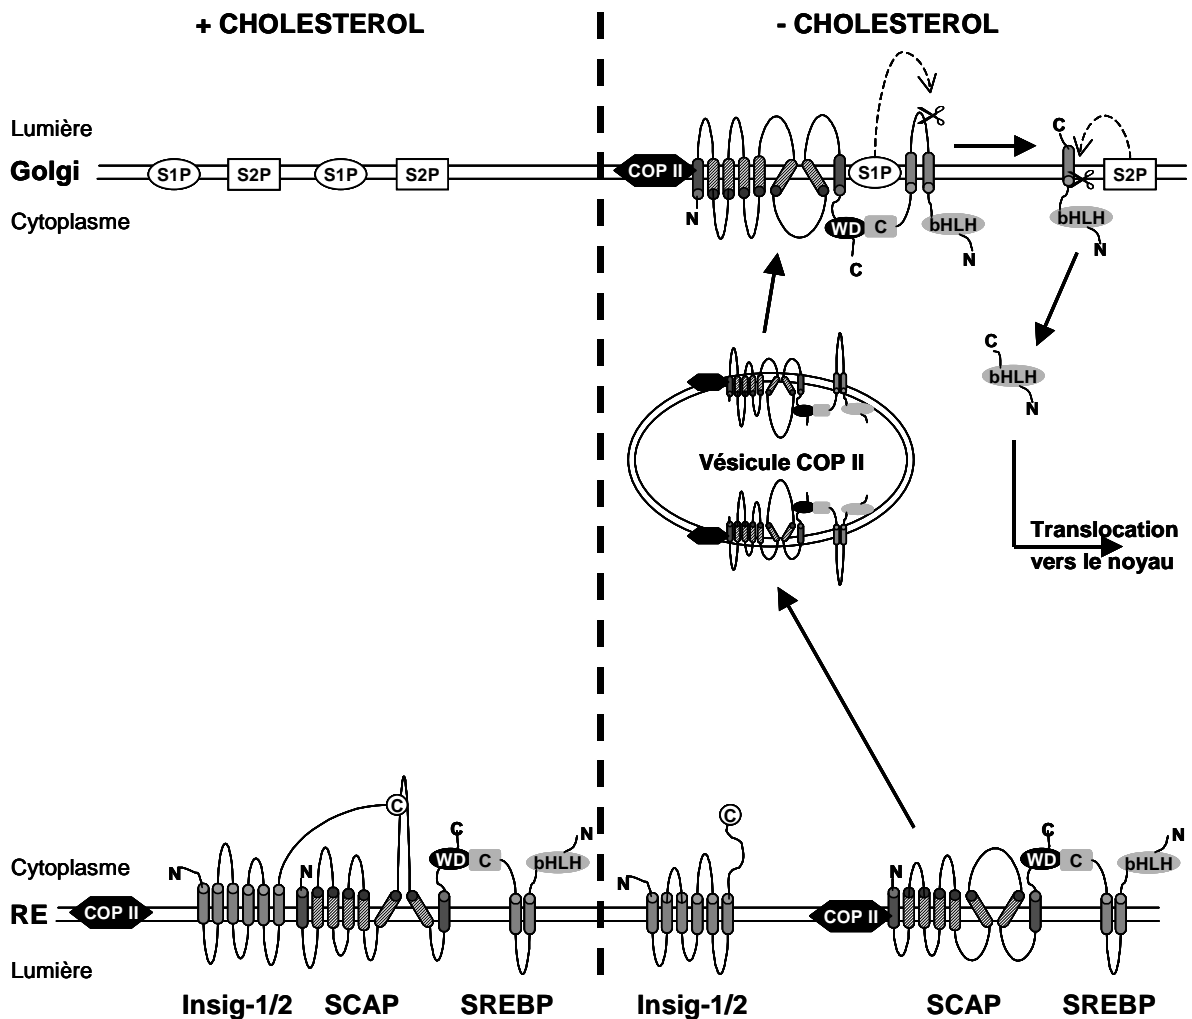 + CHOLESTEROL
- CHOLESTEROL
Lumière
Golgi
Cytoplasme
S1P
S2P
S1P
S2P
COP II
N
WD
C
C
S1P
bHLH
N
C
bHLH
N
S2P
C
bHLH
N
Vésicule COP II
Translocation
vers le noyau
Cytoplasme
RE
Lumière
COP II
N
C
N
C
WD
C
N
bHLH
N
C
COP II
N
C
WD
C
N
bHLH
Insig-1/2
SCAP
SREBP
Insig-1/2
SCAP
SREBP